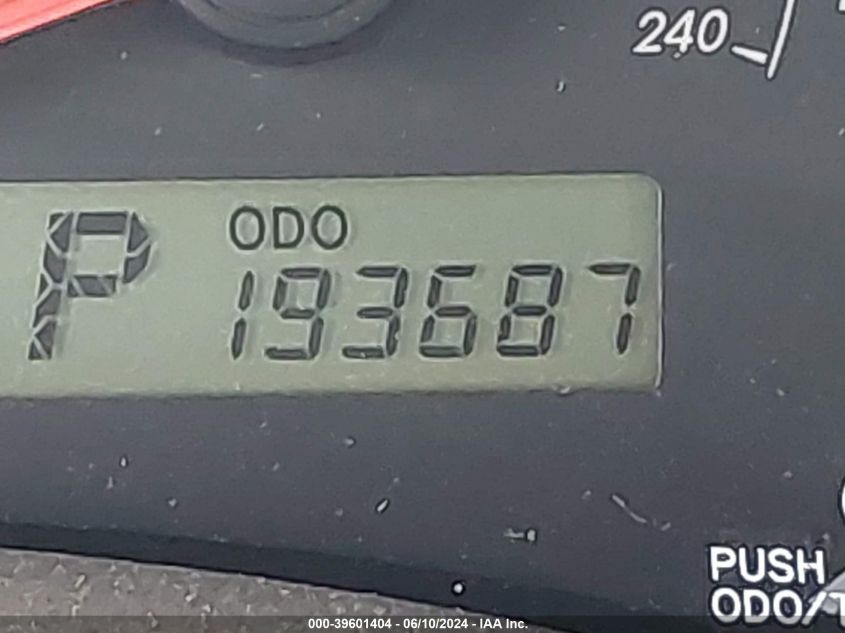 240
P ODO
193687
PUSH
ODO/T
000-39601404 - 06/10/2024 - IAA Inc.